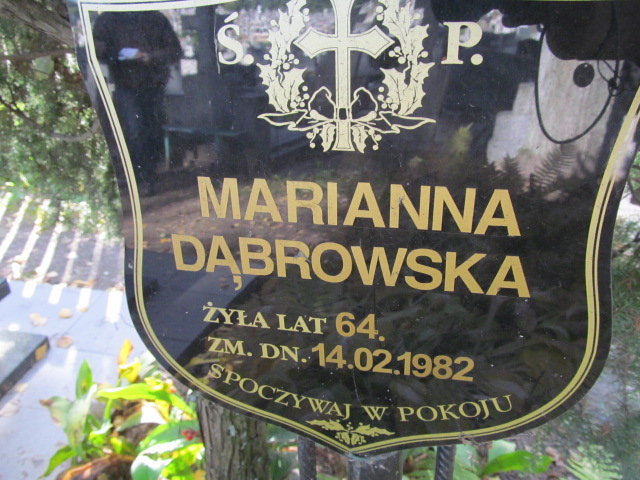 Ś. P.
MARIANNA
DĄBROWSKA
ŻYŁA LAT 64.
ZM. DN. 14.02.1982
SPOCZYWAJ W POKOJU